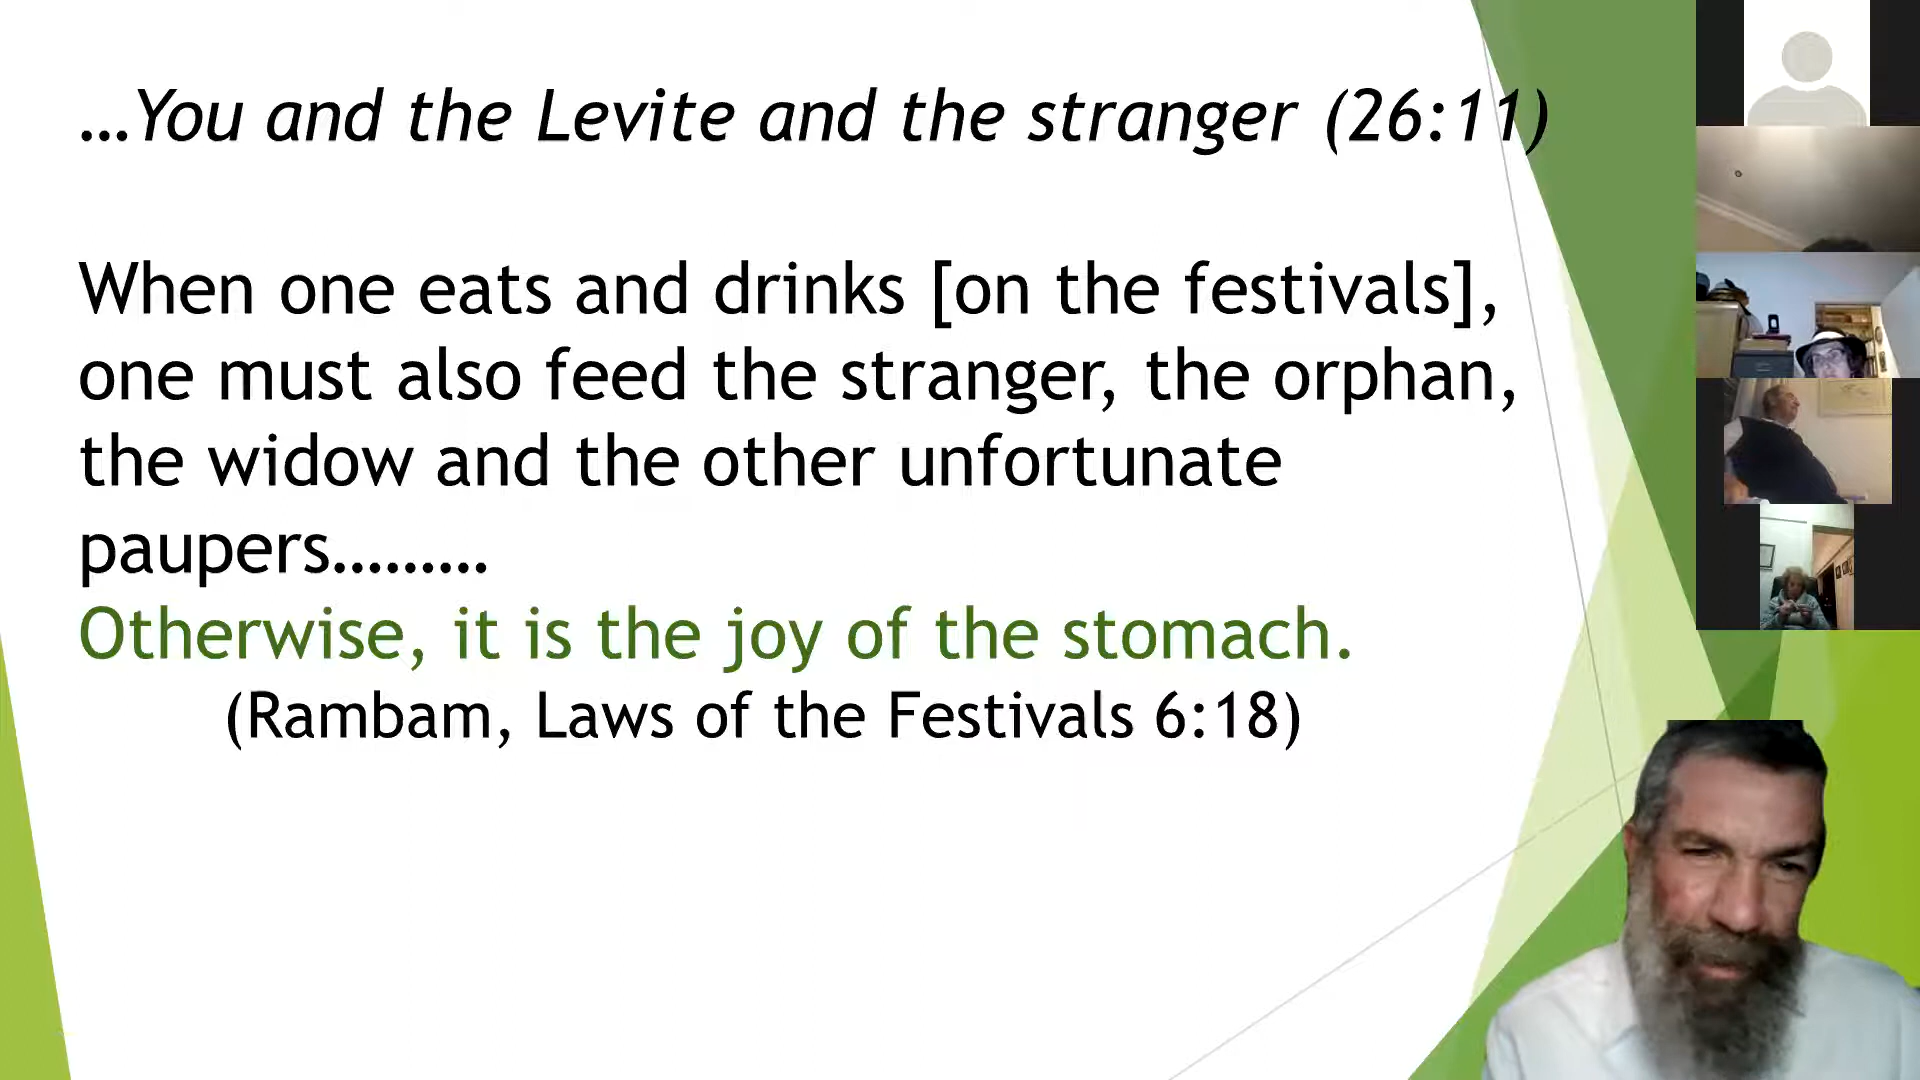 …You and the Levite and the stranger (26:11)
When one eats and drinks [on the festivals],
one must also feed the stranger, the orphan,
the widow and the other unfortunate
paupers………
Otherwise, it is the joy of the stomach.
(Rambam, Laws of the Festivals 6:18)